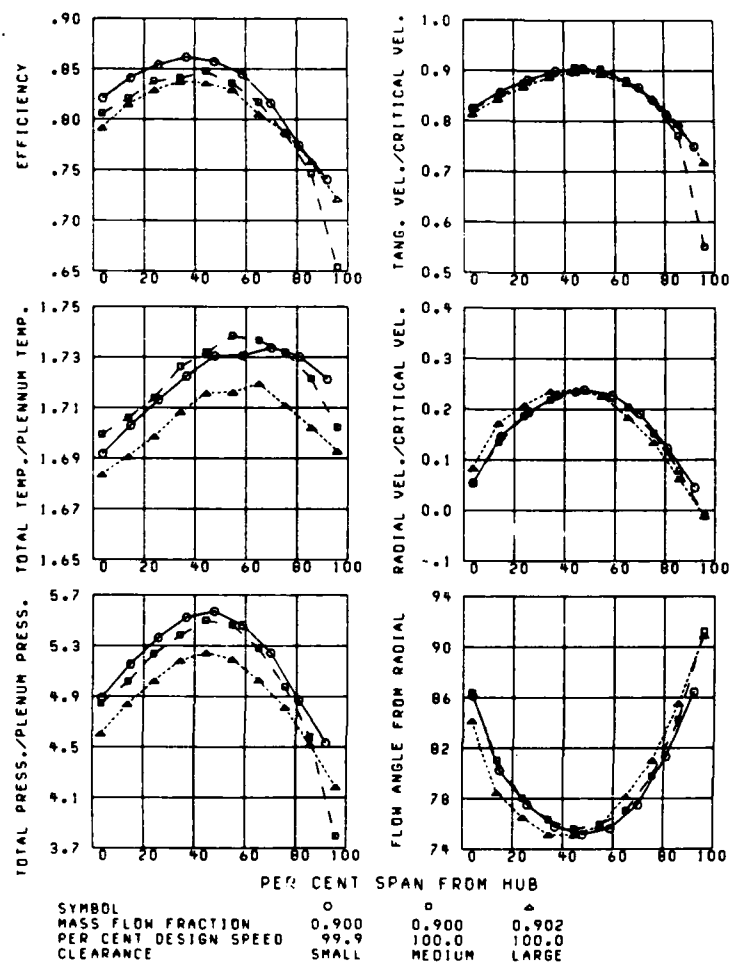 EFFICIENCY
.90
.85
.80
.75
.70
.65
0 20 40 60 80 100
TANG. VEL./CRITICAL VEL.
1.0
0.9
0.8
0.7
0.6
0.5
0 20 40 60 80 100
TOTAL TEMP./PLENNUM TEMP.
1.75
1.73
1.71
1.69
1.67
1.65
0 20 40 60 80 100
RADIAL VEL./CRITICAL VEL.
0.4
0.3
0.2
0.1
0.0
-.1
0 20 40 60 80 100
TOTAL PRESS./PLENUM PRESS.
5.7
5.3
4.9
4.5
4.1
3.7
0 20 40 60 80 100
FLOW ANGLE FROM RADIAL
94
90
86
82
78
74
0 20 40 60 80 100
PER CENT SPAN FROM HUB
SYMBOL
MASS FLOW FRACTION 0.900 0.900 0.902
PER CENT DESIGN SPEED 99.9 100.0 100.0
CLEARANCE SMALL MEDIUM LARGE